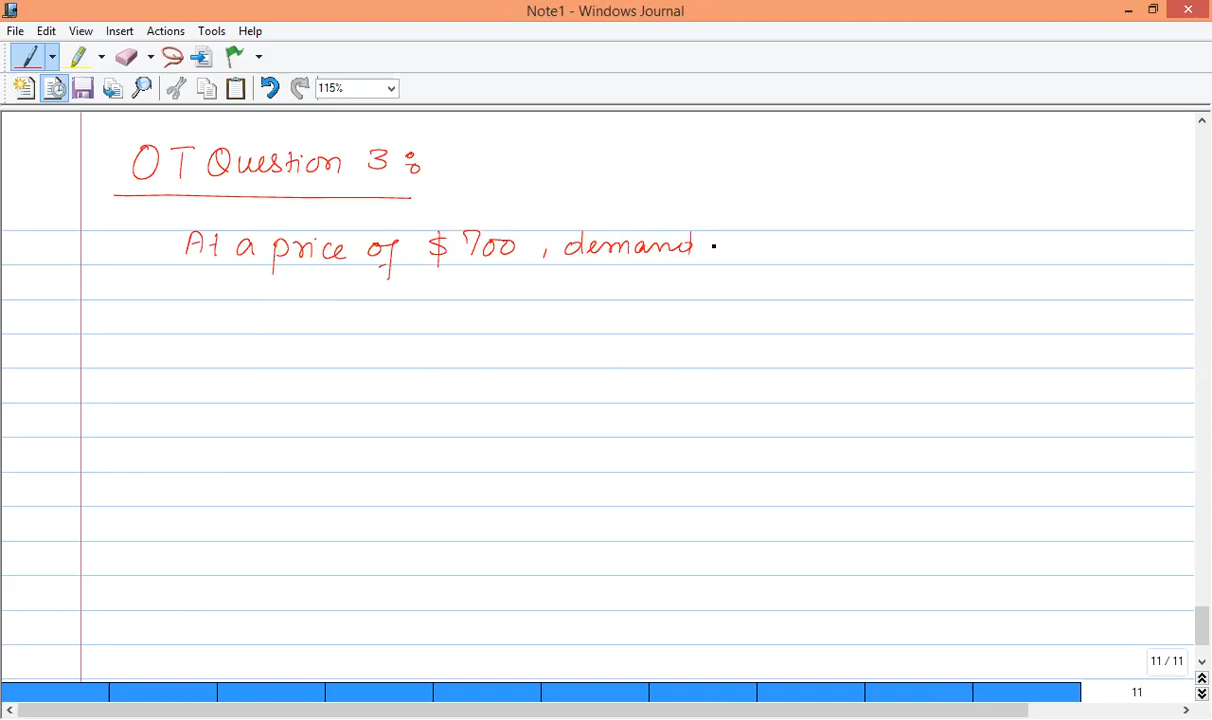 Note1 - Windows Journal
File Edit View Insert Actions Tools Help
115%
OT Question 3:
At a price of $700, demand
11 / 11
11